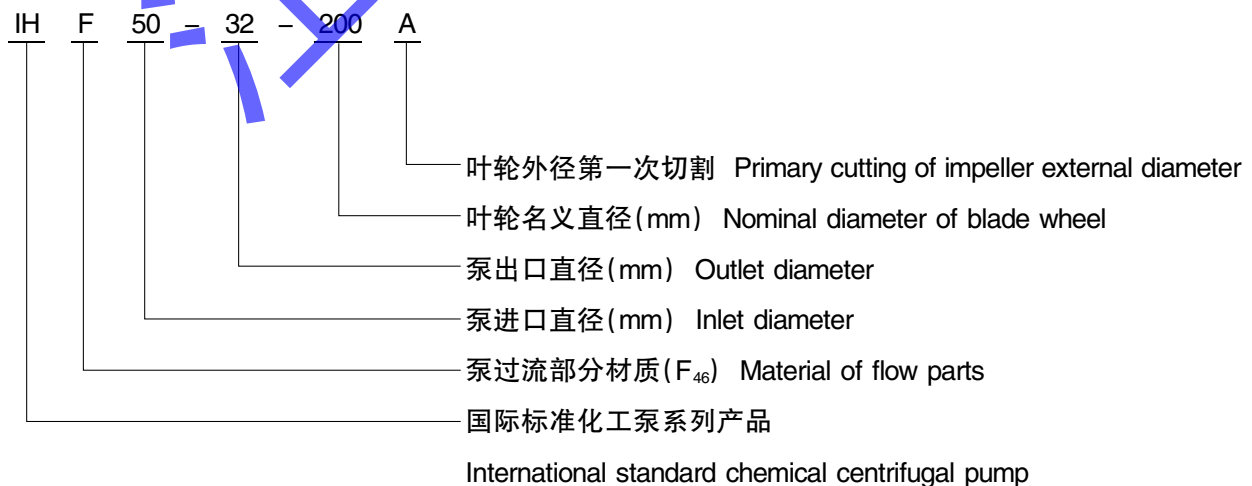 IH F 50 – 32 – 200 A
叶轮外径第一次切割 Primary cutting of impeller external diameter
叶轮名义直径(mm) Nominal diameter of blade wheel
泵出口直径(mm) Outlet diameter
泵进口直径(mm) Inlet diameter
泵过流部分材质(F₄₆) Material of flow parts
国际标准化工泵系列产品
International standard chemical centrifugal pump